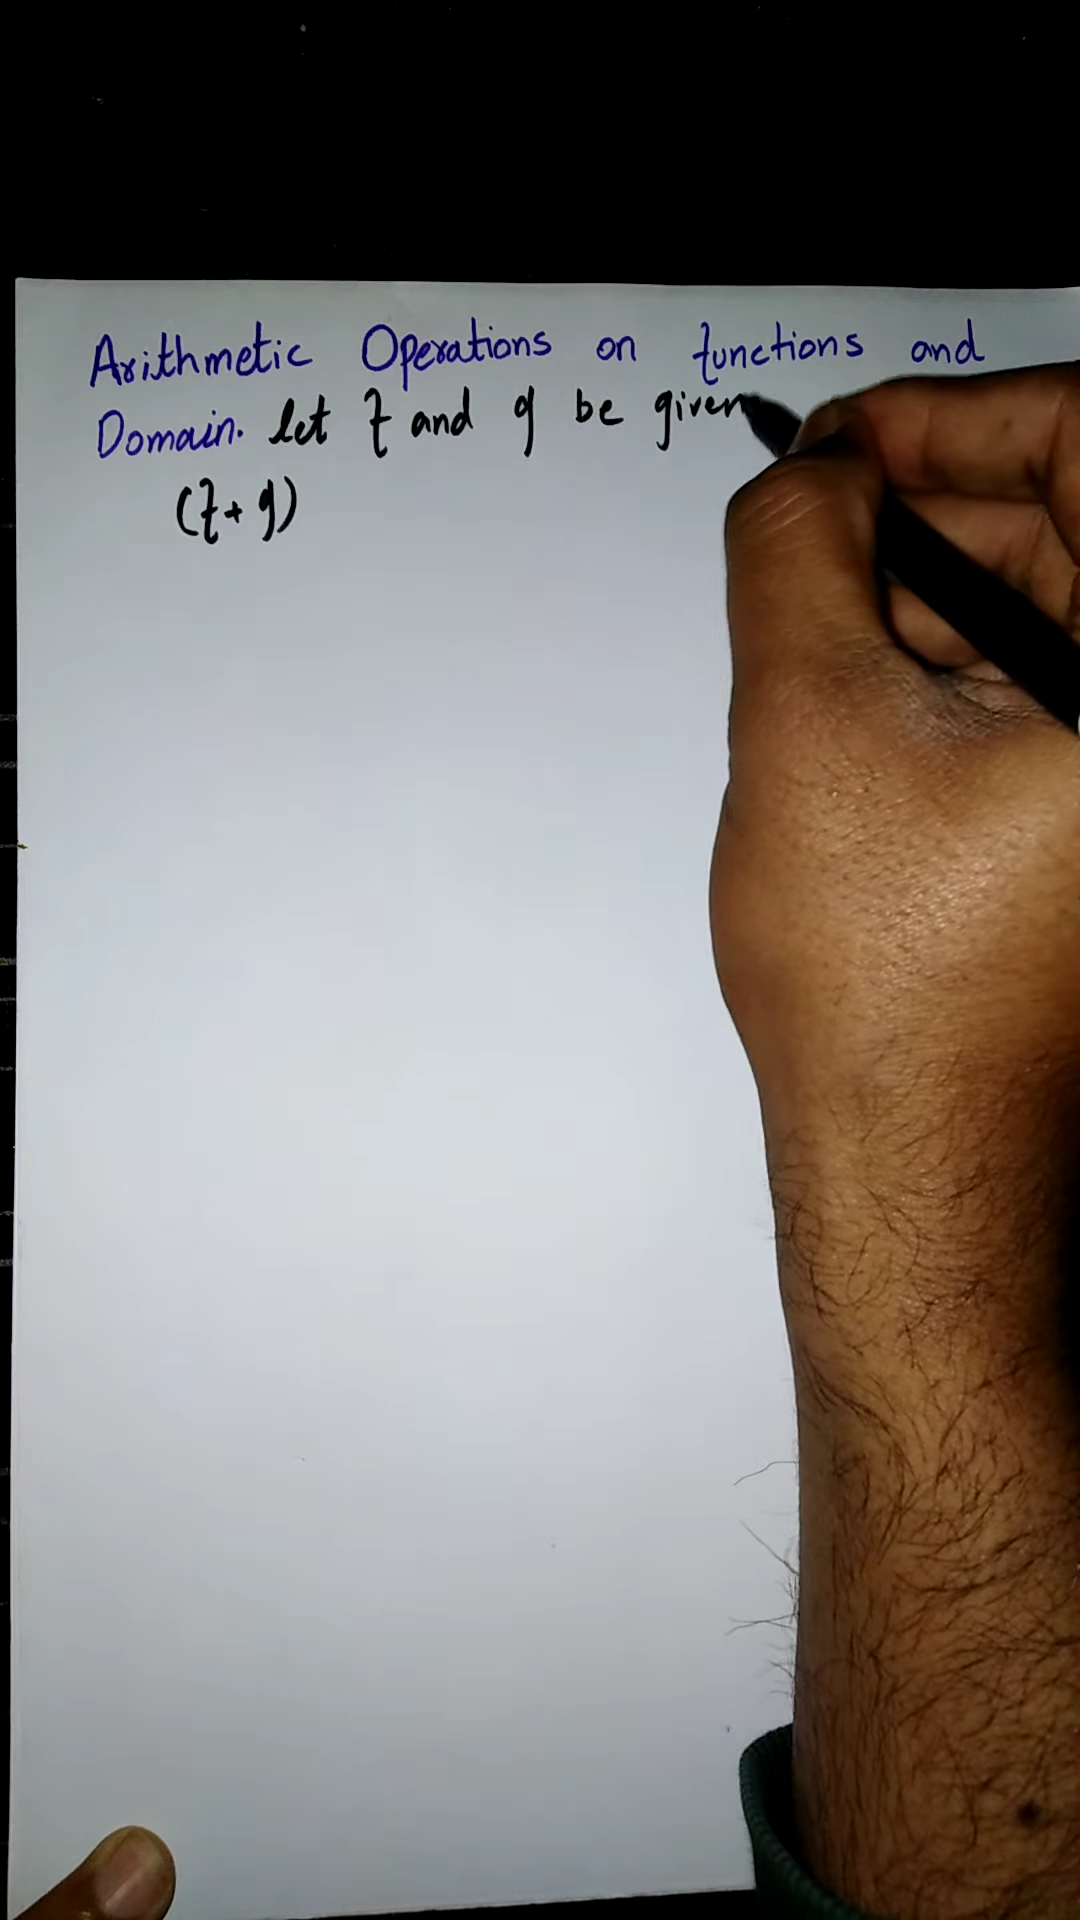 Arithmetic Operations on functions and
Domain. let f and g be given
(f+g)